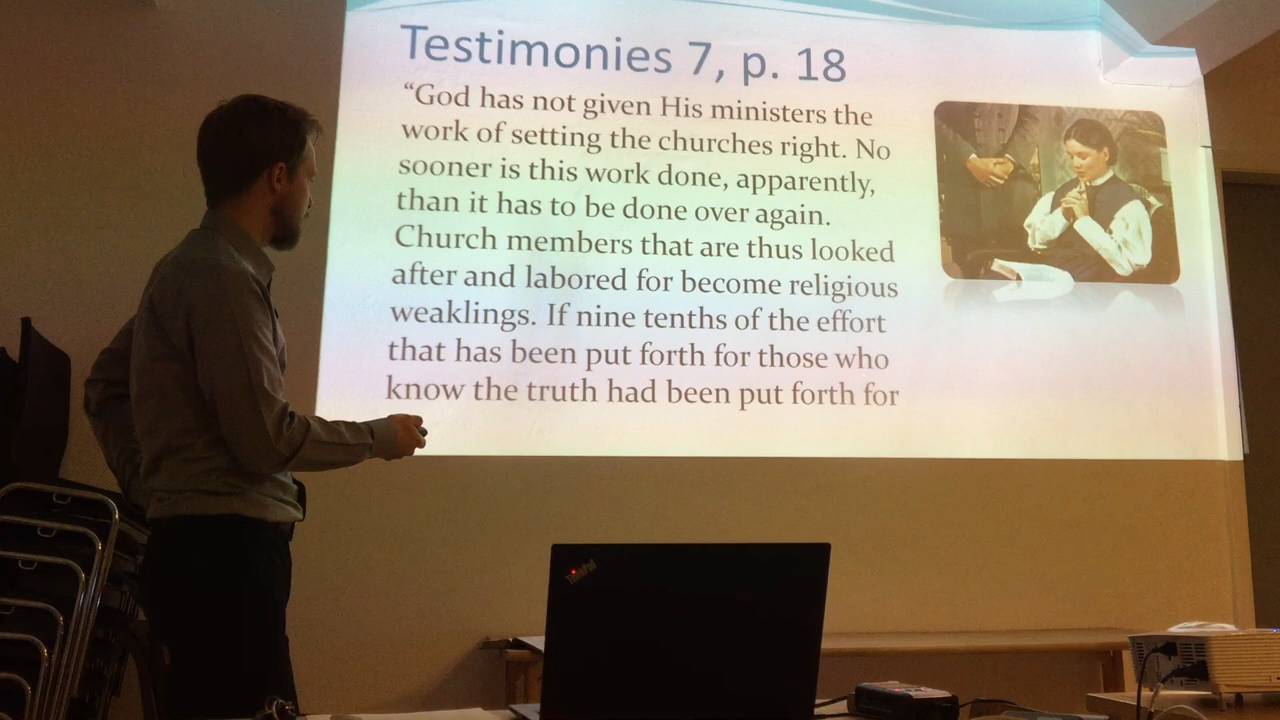 Testimonies 7, p. 18
“God has not given His ministers the
work of setting the churches right. No
sooner is this work done, apparently,
than it has to be done over again.
Church members that are thus looked
after and labored for become religious
weaklings. If nine tenths of the effort
that has been put forth for those who
know the truth had been put forth for
ThinkPad